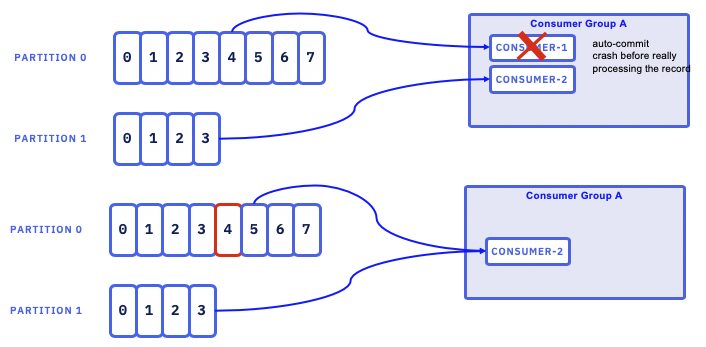 Consumer Group A
PARTITION 0
0 1 2 3 4 5 6 7
CONSUMER-1
auto-commit
crash before really
processing the record
CONSUMER-2
PARTITION 1
0 1 2 3
Consumer Group A
PARTITION 0
0 1 2 3 4 5 6 7
CONSUMER-2
PARTITION 1
0 1 2 3